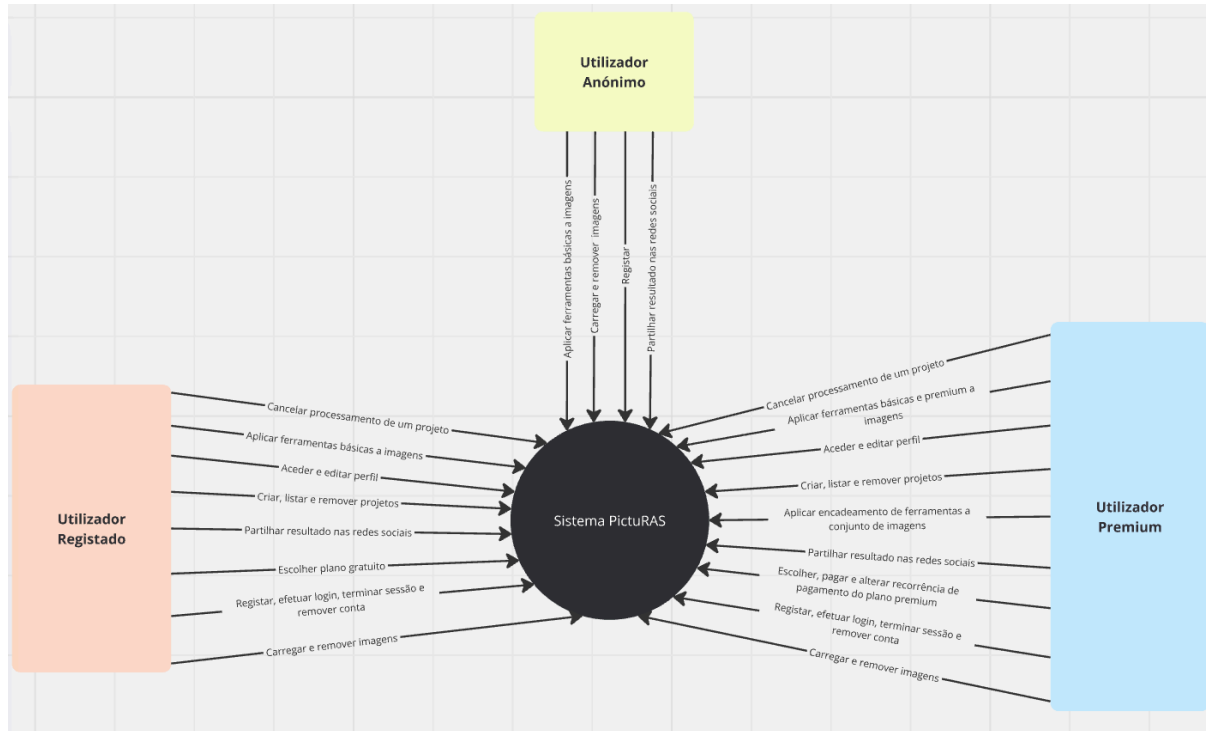 Utilizador
Anónimo
Aplicar ferramentas básicas a imagens
Carregar e remover imagens
Registar
Partilhar resultado nas redes sociais
Utilizador
Registado
Cancelar processamento de um projeto
Aplicar ferramentas básicas a imagens
Aceder e editar perfil
Criar, listar e remover projetos
Partilhar resultado nas redes sociais
Escolher plano gratuito
Registar, efetuar login, terminar sessão e
remover conta
Carregar e remover imagens
Sistema PictuRAS
Cancelar processamento de um projeto
Aplicar ferramentas básicas e premium a
imagens
Aceder e editar perfil
Criar, listar e remover projetos
Aplicar encadeamento de ferramentas a
conjunto de imagens
Partilhar resultado nas redes sociais
Escolher, pagar e alterar recorrência de
pagamento do plano premium
Registar, efetuar login, terminar sessão e
remover conta
Carregar e remover imagens
Utilizador
Premium